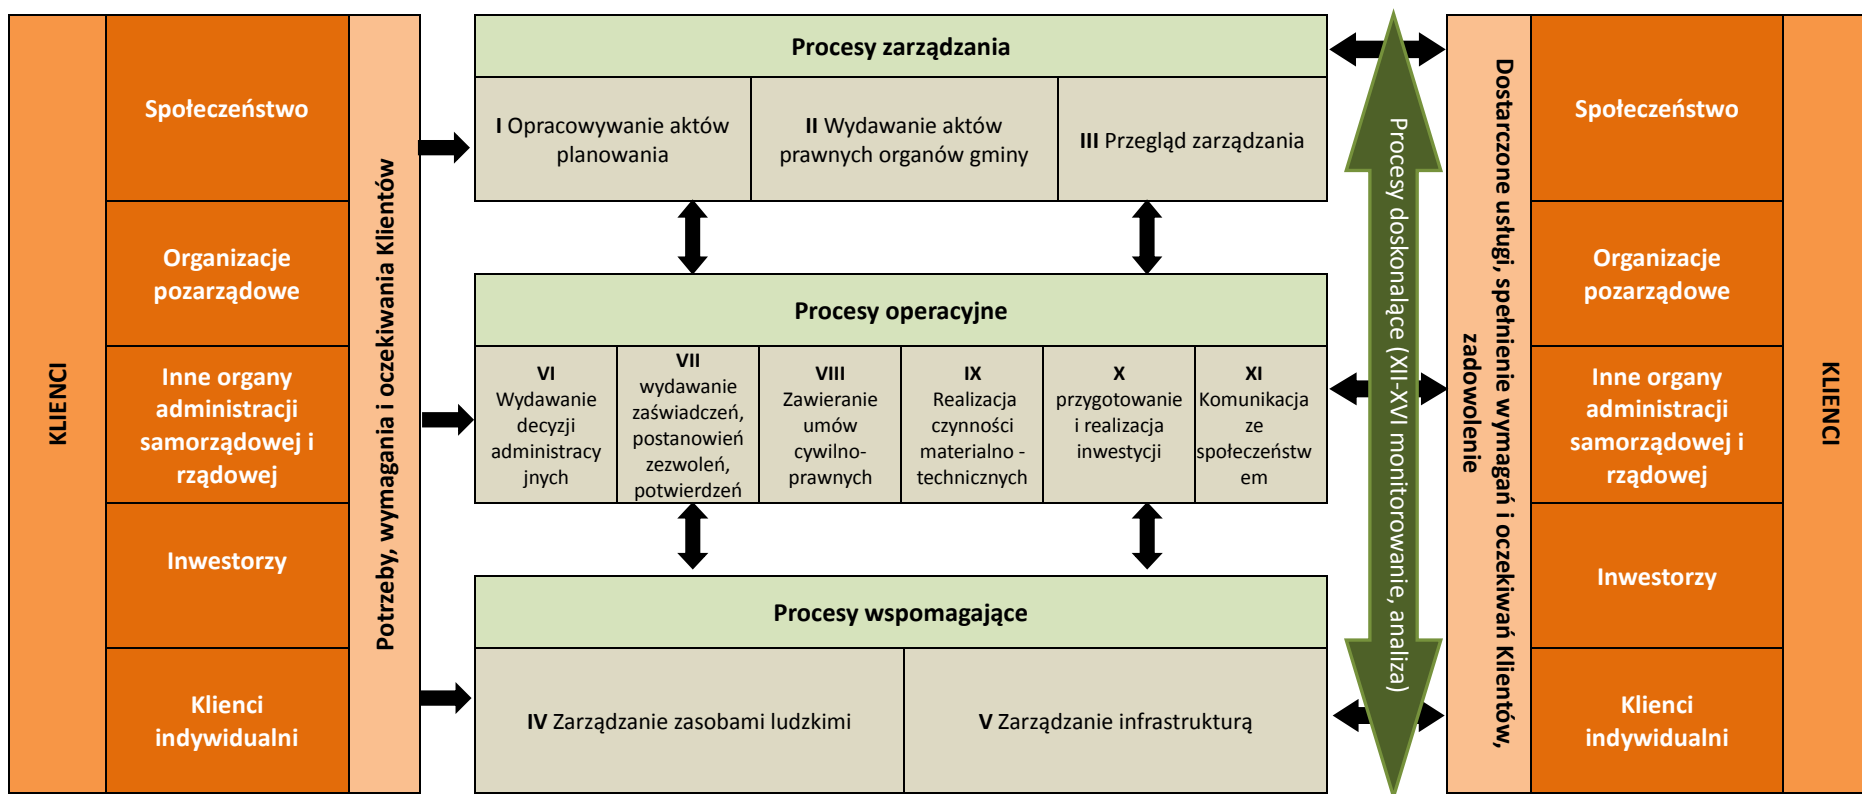 KLIENCI
Społeczeństwo
Organizacje
pozarządowe
Inne organy
administracji
samorządowej i
rządowej
Inwestorzy
Klienci
indywidualni
Potrzeby, wymagania i oczekiwania Klientów
Procesy zarządzania
I Opracowywanie aktów
planowania
II Wydawanie aktów
prawnych organów gminy
III Przegląd zarządzania
Procesy operacyjne
VI
Wydawanie
decyzji
administracy
jnych
VII
wydawanie
zaświadczeń,
postanowień
zezwoleń,
potwierdzeń
VIII
Zawieranie
umów
cywilno-
prawnych
IX
Realizacja
czynności
materialno -
technicznych
X
przygotowanie
i realizacja
inwestycji
XI
Komunikacja
ze
społeczeństw
em
Procesy wspomagające
IV Zarządzanie zasobami ludzkimi
V Zarządzanie infrastrukturą
Procesy doskonalące (XII-XVI monitorowanie, analiza)
Dostarczone usługi, spełnienie wymagań i oczekiwań Klientów,
zadowolenie
Społeczeństwo
Organizacje
pozarządowe
Inne organy
administracji
samorządowej i
rządowej
Inwestorzy
Klienci
indywidualni
KLIENCI